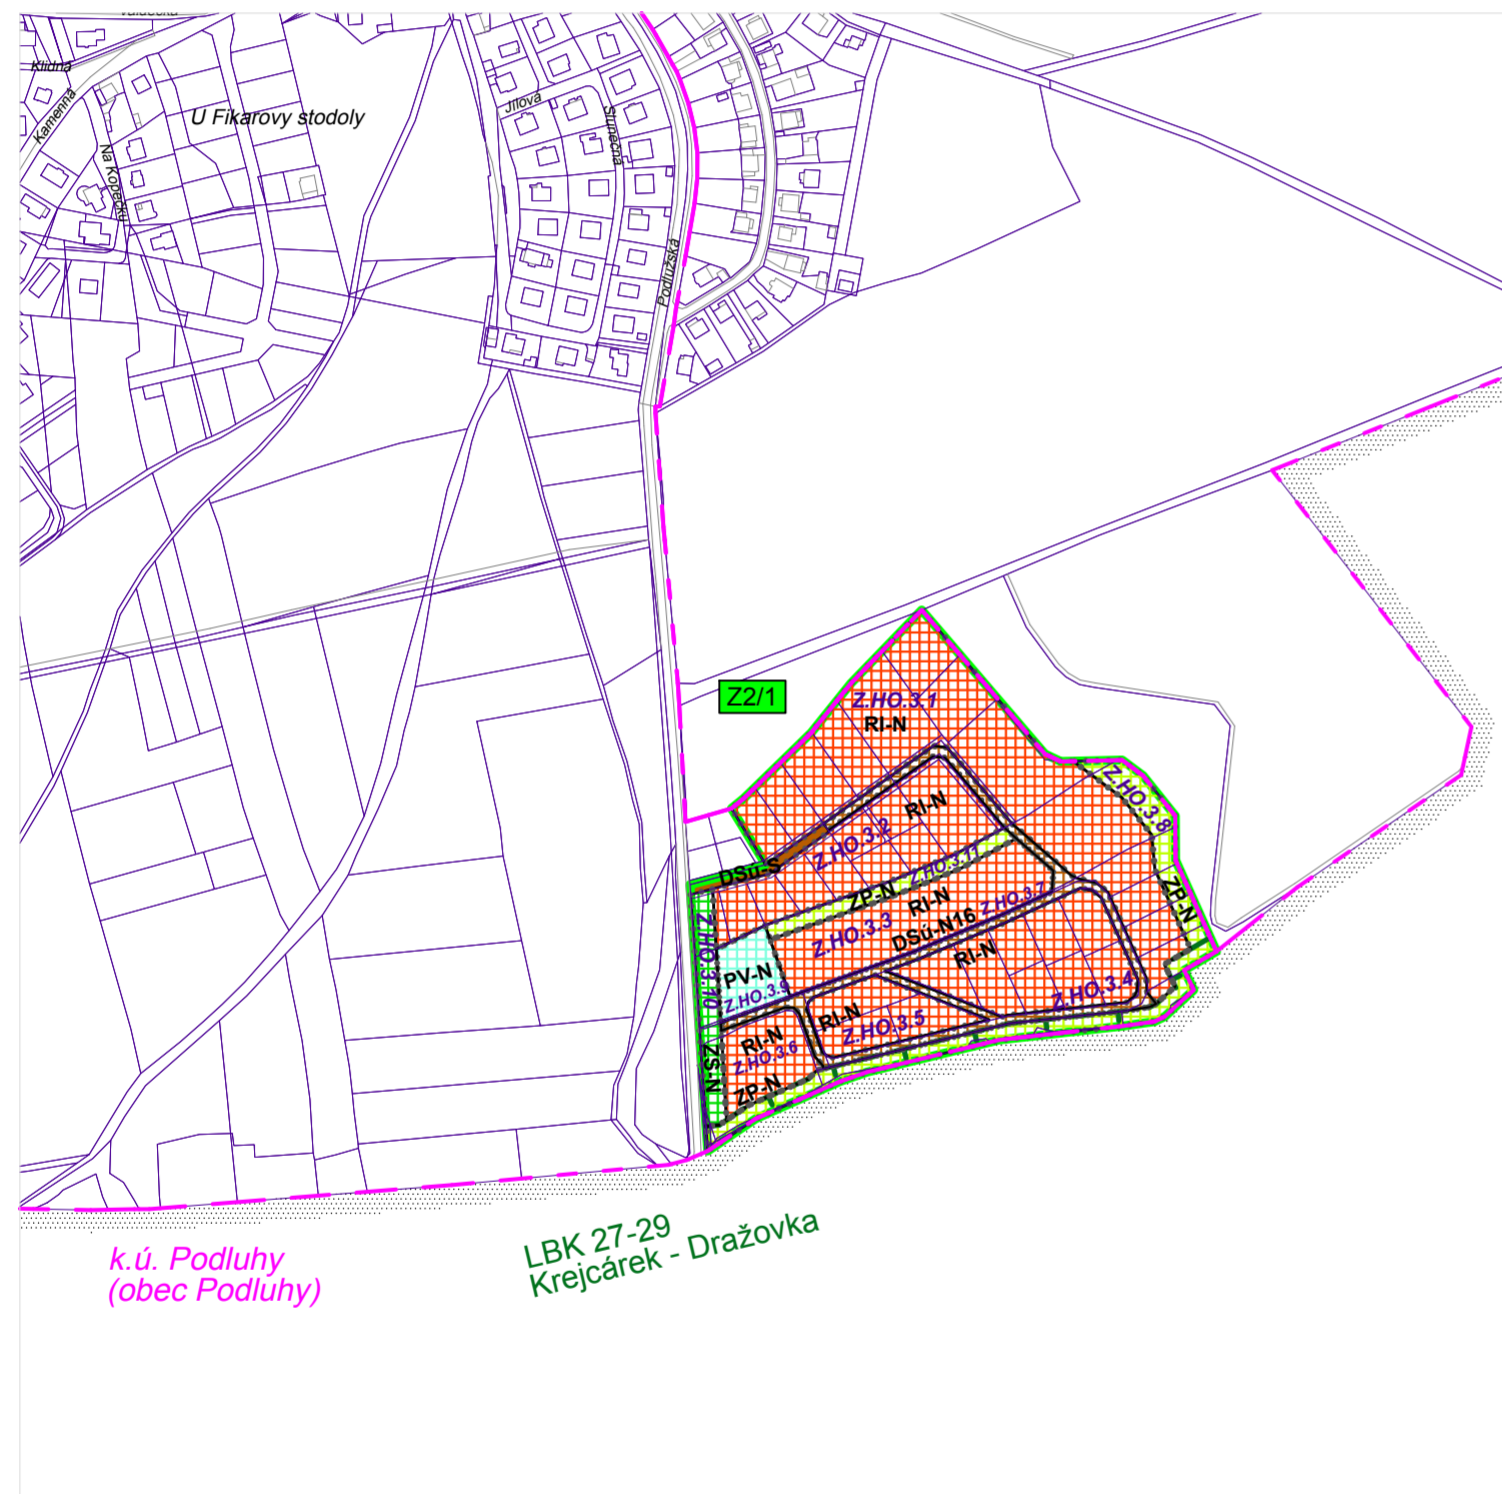 Valdecká
Klidná
Kamenná
U Fikarovy stodoly
Na Kopečku
Jílová
Slunečná
Podlužská
Z2/1
Z.HO.3.1
RI-N
Z.HO.3.8
RI-N
Z.HO.3.2
Z.HO.3.11
DSú-S
ZP-N
ZP-N
RI-N
Z.HO.3.7
Z.HO.3.3
DSú-N16
RI-N
Z.HO.3.10
PV-N
Z.HO.3.9
Z.HO.3.4
RI-N
Z.HO.3.5
RI-N
Z.HO.3.6
ZS-N
ZP-N
LBK 27-29
Krejcárek - Dražovka
k.ú. Podluhy
(obec Podluhy)